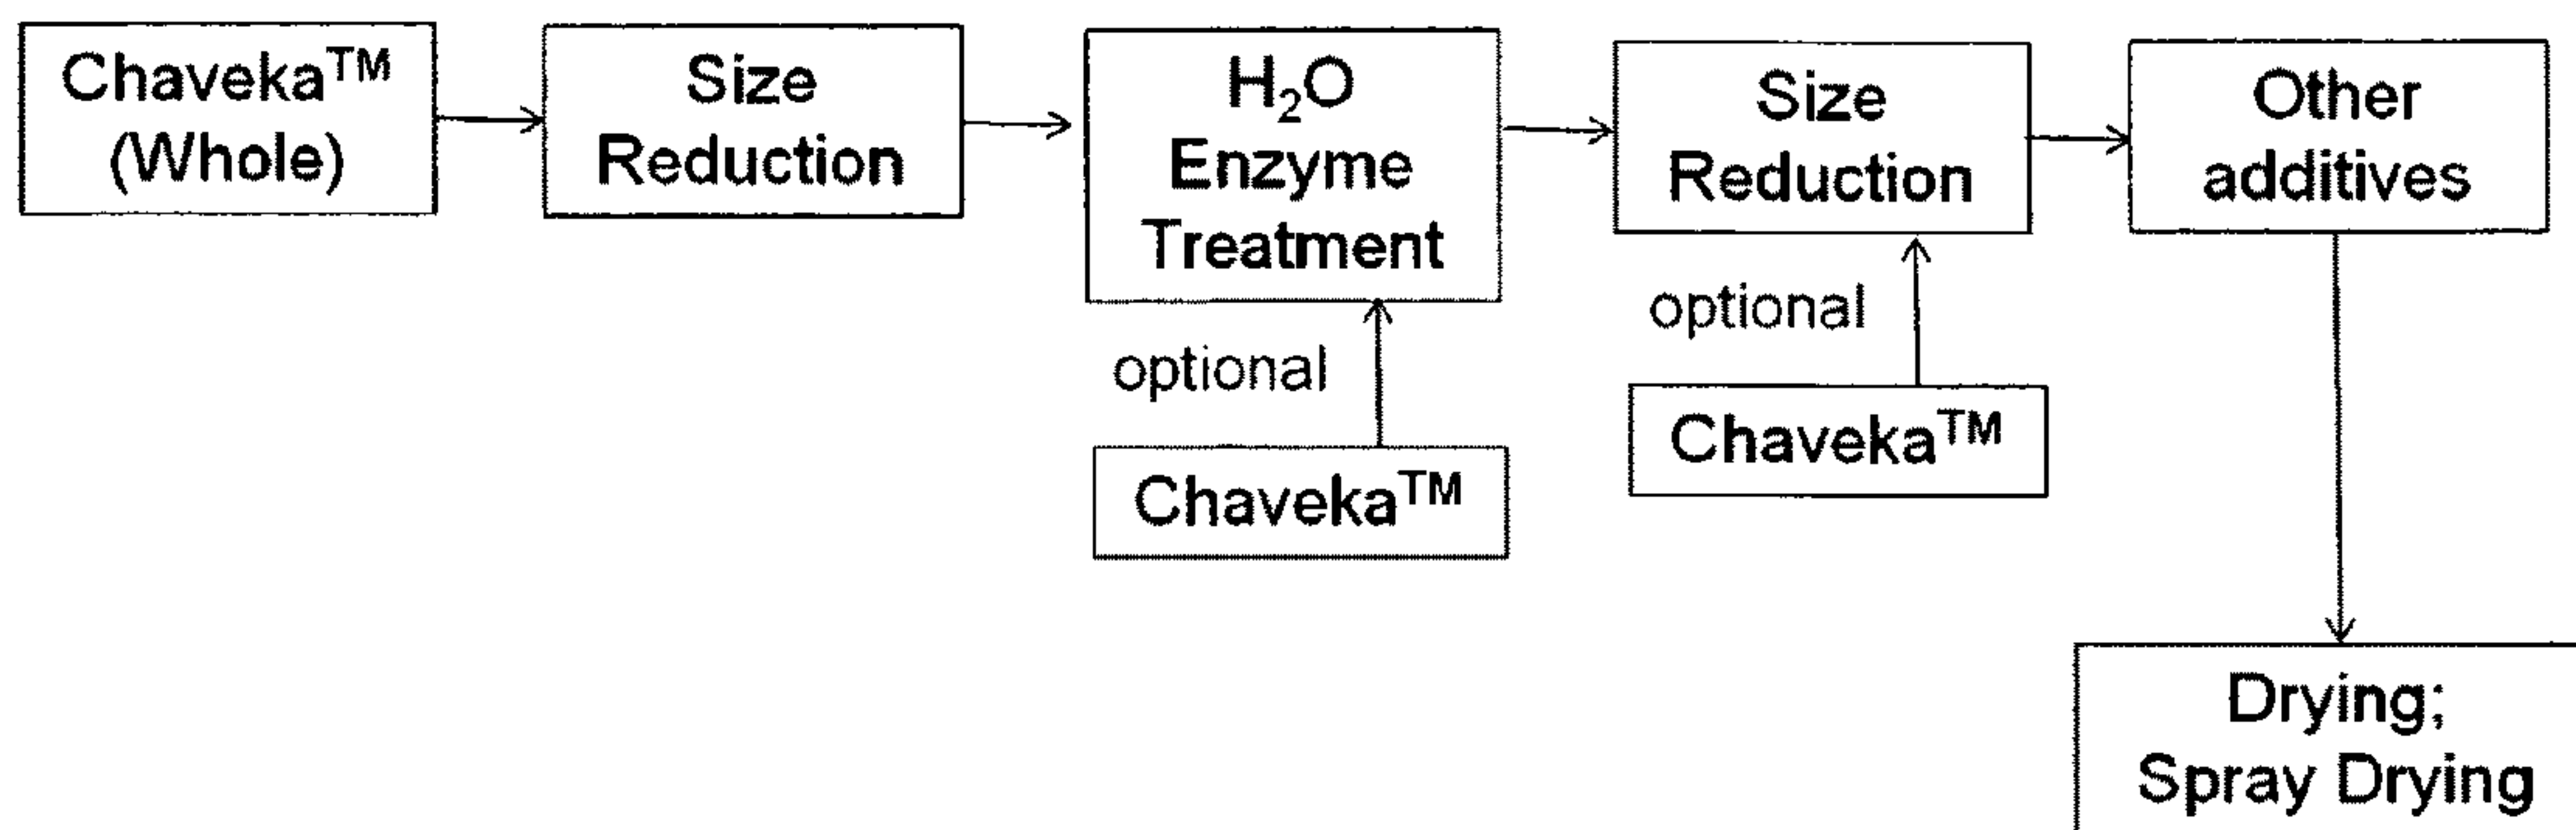 Chaveka™
(Whole)
Size
Reduction
H₂O
Enzyme
Treatment
Size
Reduction
Other
additives
optional
Chaveka™
optional
Chaveka™
Drying;
Spray Drying